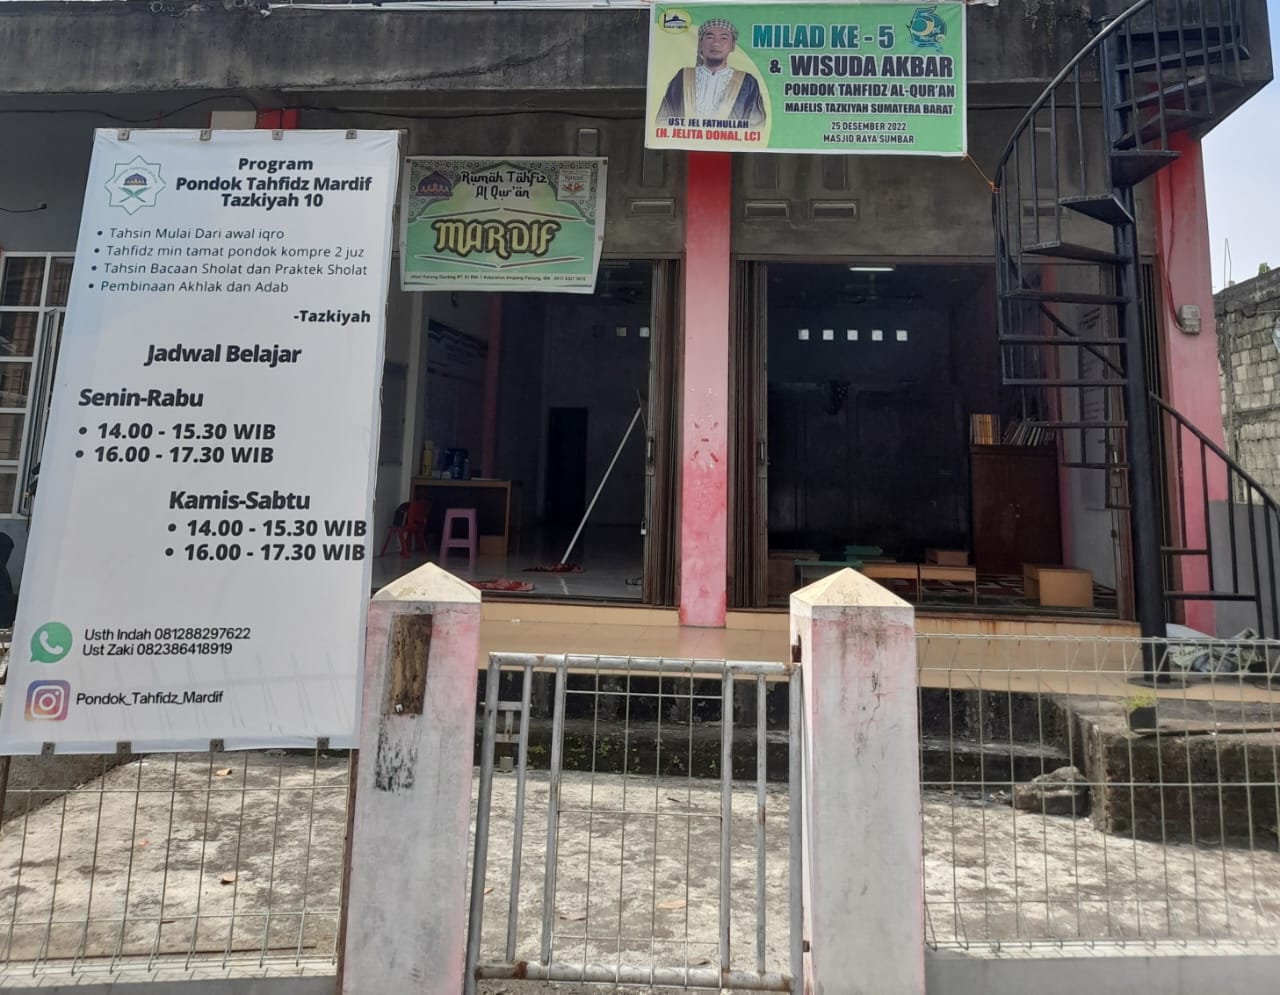 Program
Pondok Tahfidz Mardif
Tazkiyah 10
• Tahsin Mulai Dari awal iqro
• Tahfidz min tamat pondok kompre 2 juz
• Tahsin Bacaan Sholat dan Praktek Sholat
• Pembinaan Akhlak dan Adab
-Tazkiyah
Jadwal Belajar
Senin-Rabu
• 14.00 - 15.30 WIB
• 16.00 - 17.30 WIB
Kamis-Sabtu
• 14.00 - 15.30 WIB
• 16.00 - 17.30 WIB
Usth Indah 081288297622
Ust Zaki 082386418919
Pondok_Tahfidz_Mardif
Rumah Tahfiz
Al Qur'an
MARDIF
MILAD KE - 5
& WISUDA AKBAR
PONDOK TAHFIDZ AL-QUR'AN
MAJELIS TAZKIYAH SUMATERA BARAT
25 DESEMBER 2022
MASJID RAYA SUMBAR
UST. JEL FATHULLAH
(H. JELITA DONAL, LC)